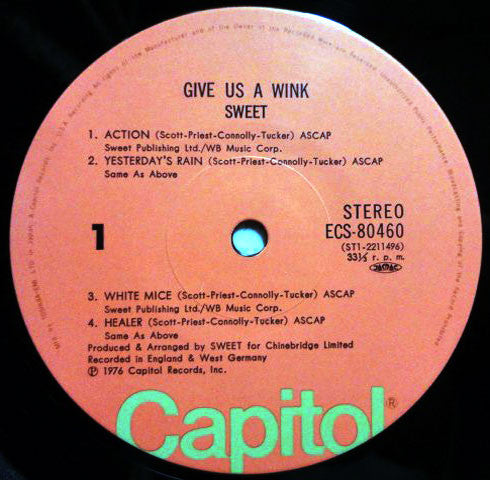 GIVE US A WINK
SWEET
1. ACTION (Scott-Priest-Connolly-Tucker) ASCAP
Sweet Publishing Ltd./WB Music Corp.
2. YESTERDAY'S RAIN (Scott-Priest-Connolly-Tucker) ASCAP
Same As Above
1
STEREO
ECS-80460
(ST1-2211496)
33⅓ r. p. m.
JASRAC
3. WHITE MICE (Scott-Priest-Connolly-Tucker) ASCAP
Sweet Publishing Ltd./WB Music Corp.
4. HEALER (Scott-Priest-Connolly-Tucker) ASCAP
Same As Above
Produced & Arranged by SWEET for Chinebridge Limited
Recorded in England & West Germany
Ⓟ 1976 Capitol Records, Inc.
Capitol®